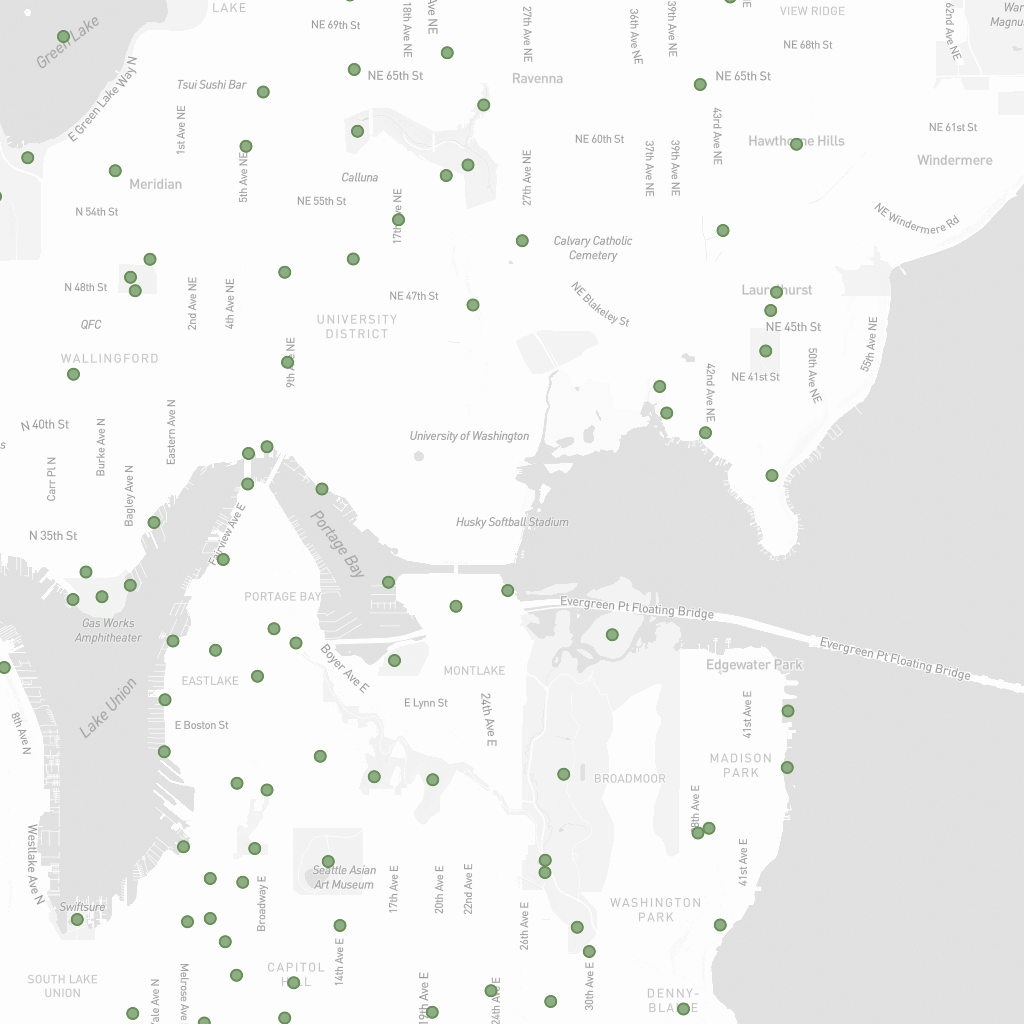 LAKE
18th Ave NE
Ave NE
27th Ave NE
36th Ave NE
39th Ave NE
VIEW RIDGE
62nd Ave NE
War
Magnus
NE 69th St
NE 68th St
Green Lake
E Green Lake Way N
Tsui Sushi Bar
NE 65th St
Ravenna
NE 65th St
1st Ave NE
NE 60th St
43rd Ave NE
Hawthorne Hills
NE 61st St
Windermere
5th Ave NE
27th Ave NE
37th Ave NE
39th Ave NE
Meridian
Calluna
N 54th St
NE 55th St
17th Ave NE
NE Windermere Rd
Calvary Catholic
Cemetery
N 48th St
2nd Ave NE
4th Ave NE
NE 47th St
NE Blakeley St
Laurelhurst
QFC
UNIVERSITY
DISTRICT
NE 45th St
55th Ave NE
WALLINGFORD
9th Ave NE
NE 41st St
42nd Ave NE
50th Ave NE
N 40th St
Burke Ave N
Eastern Ave N
University of Washington
s
Carr Pl N
Bagley Ave N
N 35th St
Fairview Ave E
Portage Bay
Husky Softball Stadium
PORTAGE BAY
Evergreen Pt Floating Bridge
Evergreen Pt Floating Bridge
Gas Works
Amphitheater
Boyer Ave E
MONTLAKE
Edgewater Park
EASTLAKE
Lake Union
8th Ave N
E Boston St
E Lynn St
24th Ave E
41st Ave E
BROADMOOR
MADISON
PARK
38th Ave E
Westlake Ave N
Seattle Asian
Art Museum
17th Ave E
20th Ave E
22nd Ave E
41st Ave E
Swiftsure
Broadway E
26th Ave E
WASHINGTON
PARK
SOUTH LAKE
UNION
Yale Ave N
Melrose Ave
CAPITOL
HILL
14th Ave E
19th Ave E
24th Ave E
30th Ave E
DENNY-
BLAINE